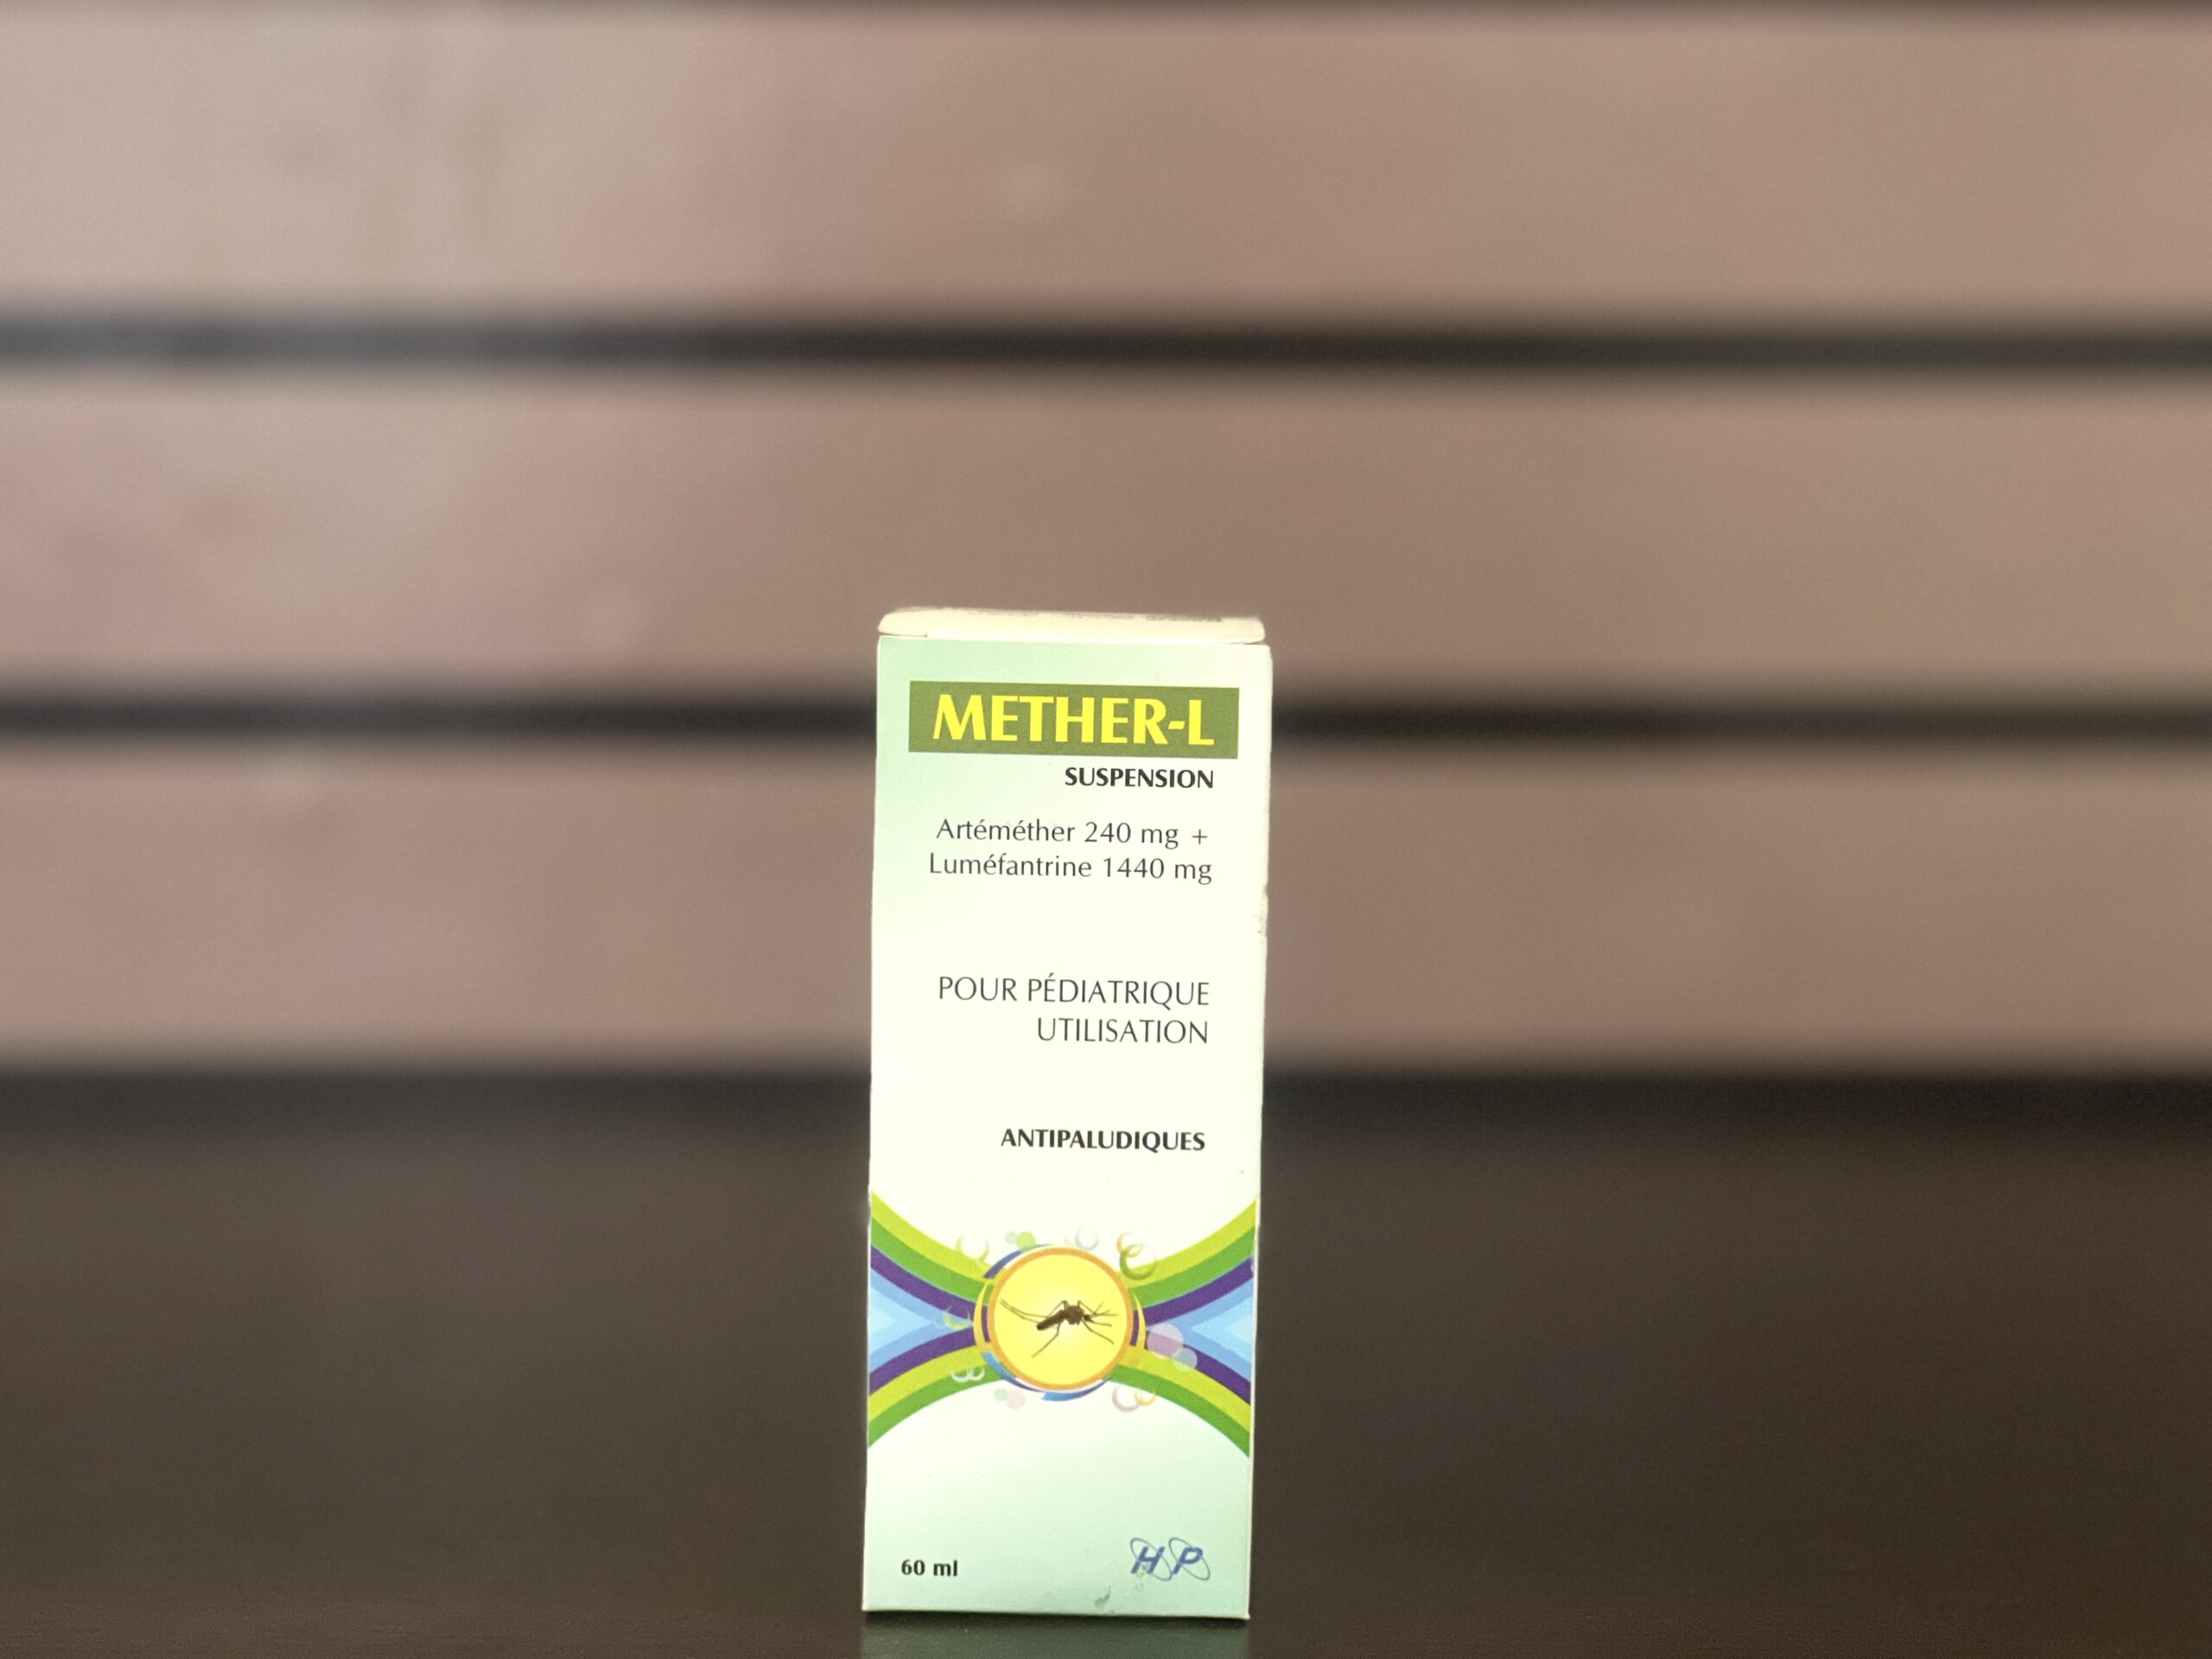 METHER-L
SUSPENSION
Artéméther 240 mg +
Luméfantrine 1440 mg
POUR PÉDIATRIQUE
UTILISATION
ANTIPALUDIQUES
60 ml
HP